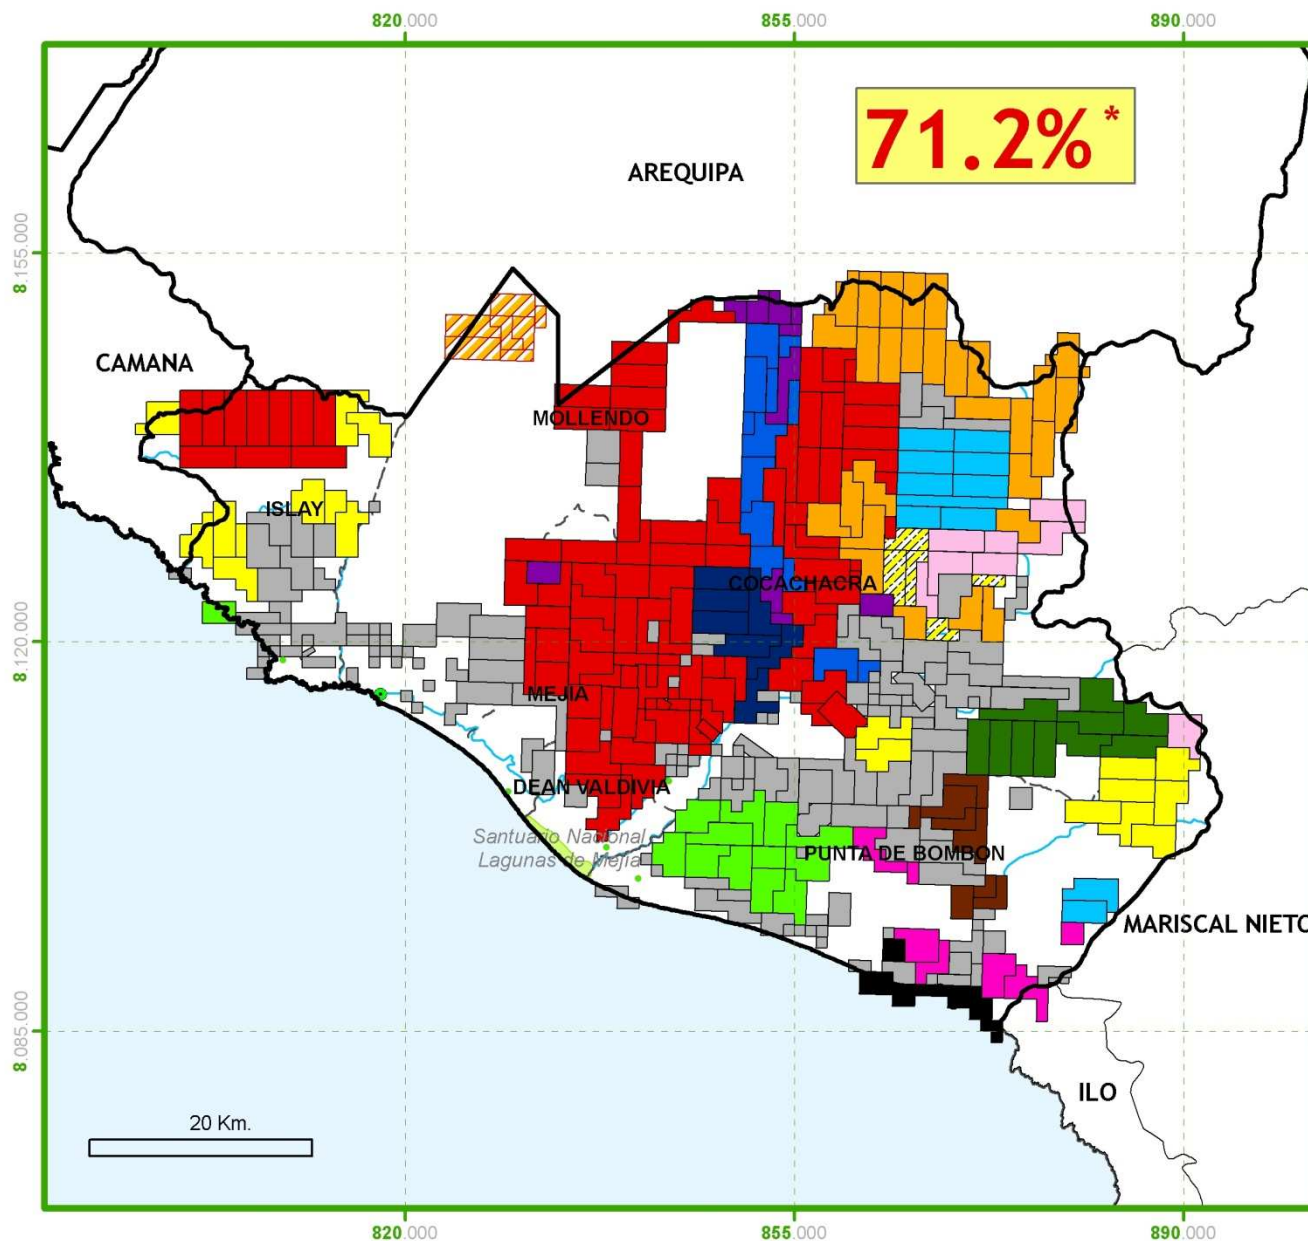 820.000
855.000
890.000
71.2%*
AREQUIPA
8.155.000
CAMANA
MOLLENDO
ISLAY
COCACHACRA
8.120.000
MEJIA
DEAN VALDIVIA
Santuario Nacional
Lagunas de Mejia
PUNTA DE BOMBON
MARISCAL NIETO
8.085.000
ILO
20 Km.
820.000
855.000
890.000